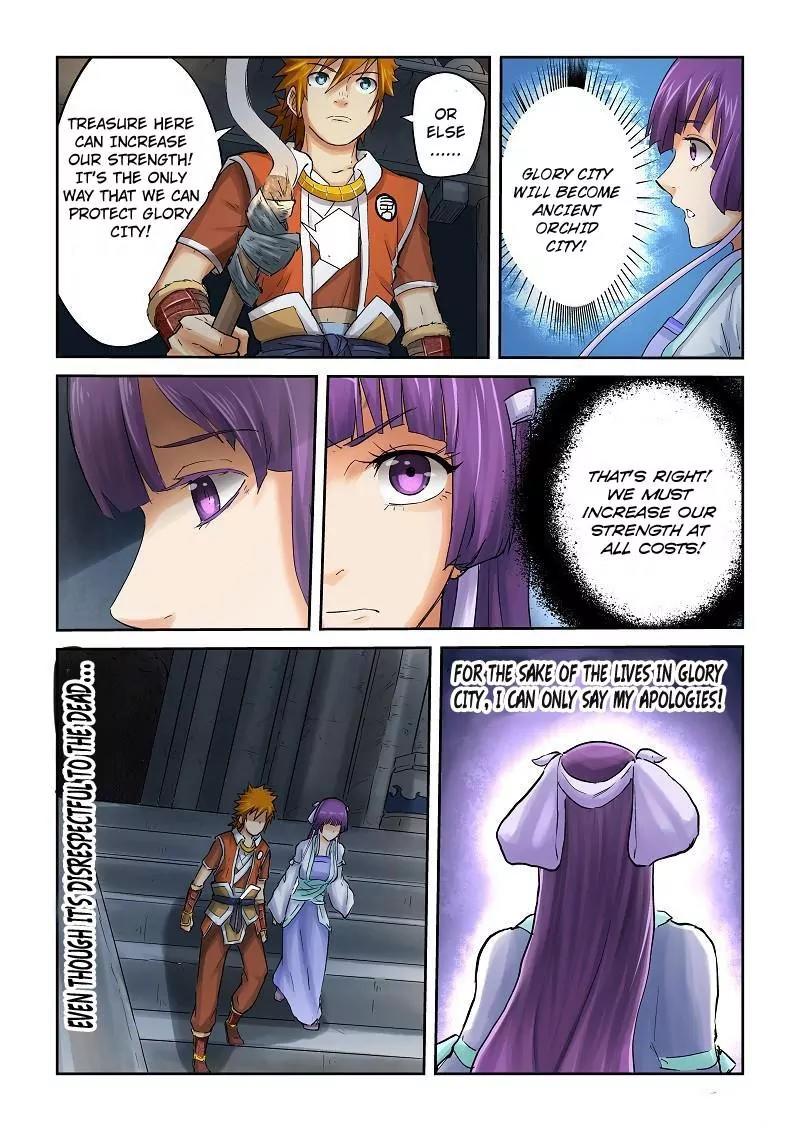 TREASURE HERE
CAN INCREASE
OUR STRENGTH!
IT'S THE ONLY
WAY THAT WE CAN
PROTECT GLORY
CITY!
OR
ELSE
......
GLORY CITY
WILL BECOME
ANCIENT
ORCHID
CITY!
THAT'S RIGHT!
WE MUST
INCREASE OUR
STRENGTH AT
ALL COSTS!
EVEN THOUGH IT'S DISRESPECTFUL TO THE DEAD...
FOR THE SAKE OF THE LIVES IN GLORY
CITY, I CAN ONLY SAY MY APOLOGIES!